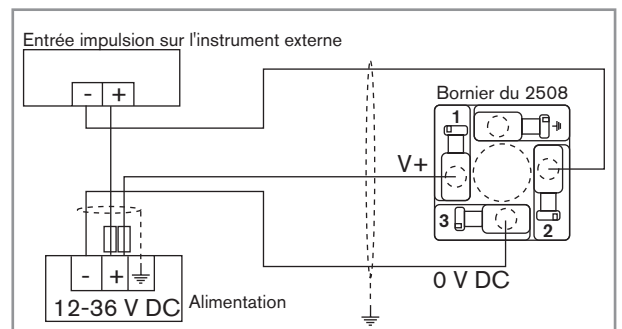 Entrée impulsion sur l'instrument externe
- +
Bornier du 2508
1
V+
3
2
0 V DC
- +
12-36 V DC
Alimentation